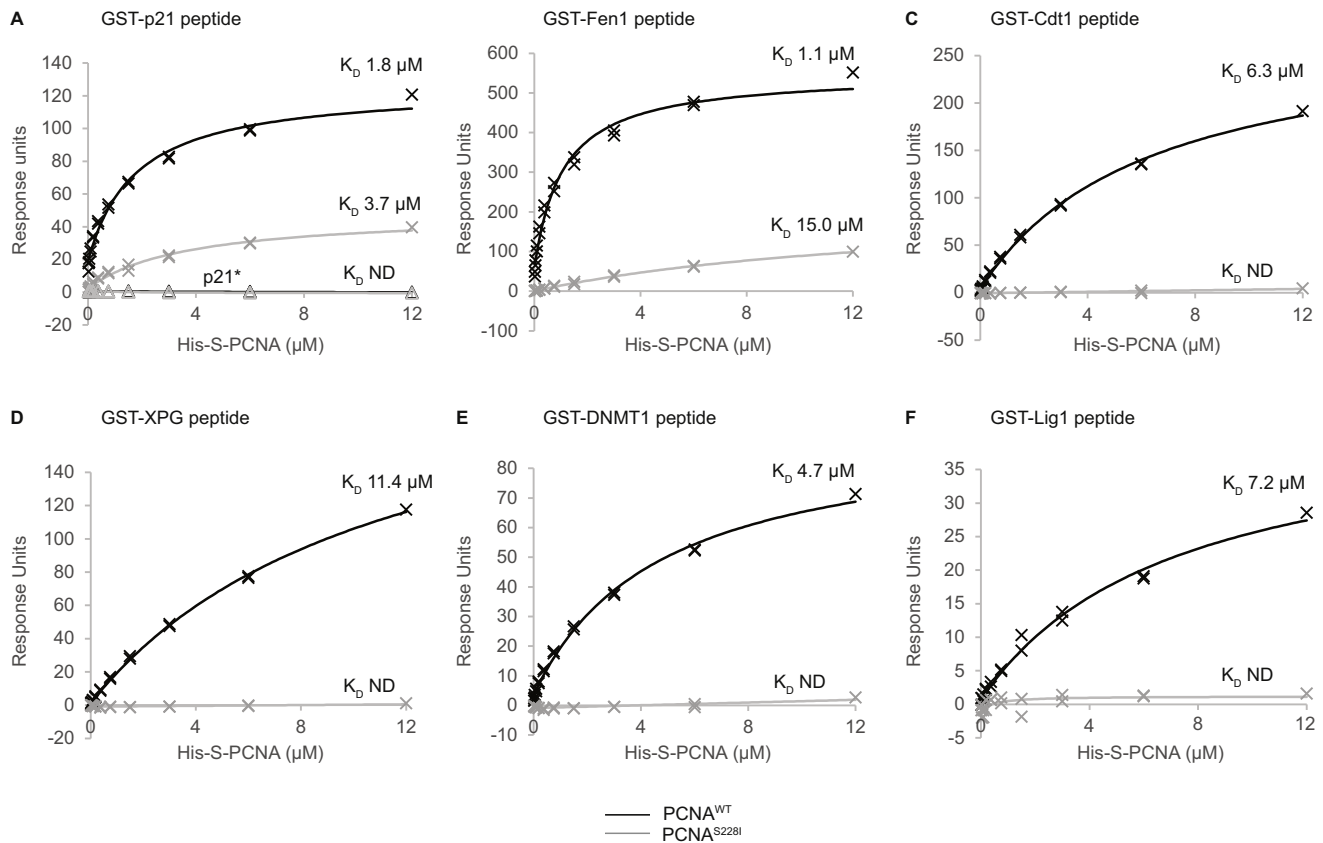 A GST-p21 peptide
140
120
100
80
60
40
20
0
-20
Response units
K_D 1.8 µM
K_D 3.7 µM
p21*
K_D ND
0 4 8 12
His-S-PCNA (µM)
GST-Fen1 peptide
600
500
400
300
200
100
0
-100
Response Units
K_D 1.1 µM
K_D 15.0 µM
0 4 8 12
His-S-PCNA (µM)
C GST-Cdt1 peptide
250
200
150
100
50
0
-50
Response Units
K_D 6.3 µM
K_D ND
0 4 8 12
His-S-PCNA (µM)
D GST-XPG peptide
140
120
100
80
60
40
20
0
-20
Response Units
K_D 11.4 µM
K_D ND
0 4 8 12
His-S-PCNA (µM)
E GST-DNMT1 peptide
80
70
60
50
40
30
20
10
0
-10
Response Units
K_D 4.7 µM
K_D ND
0 4 8 12
His-S-PCNA (µM)
F GST-Lig1 peptide
35
30
25
20
15
10
5
0
-5
Response Units
K_D 7.2 µM
K_D ND
0 4 8 12
His-S-PCNA (µM)
PCNA^WT
PCNA^S228I